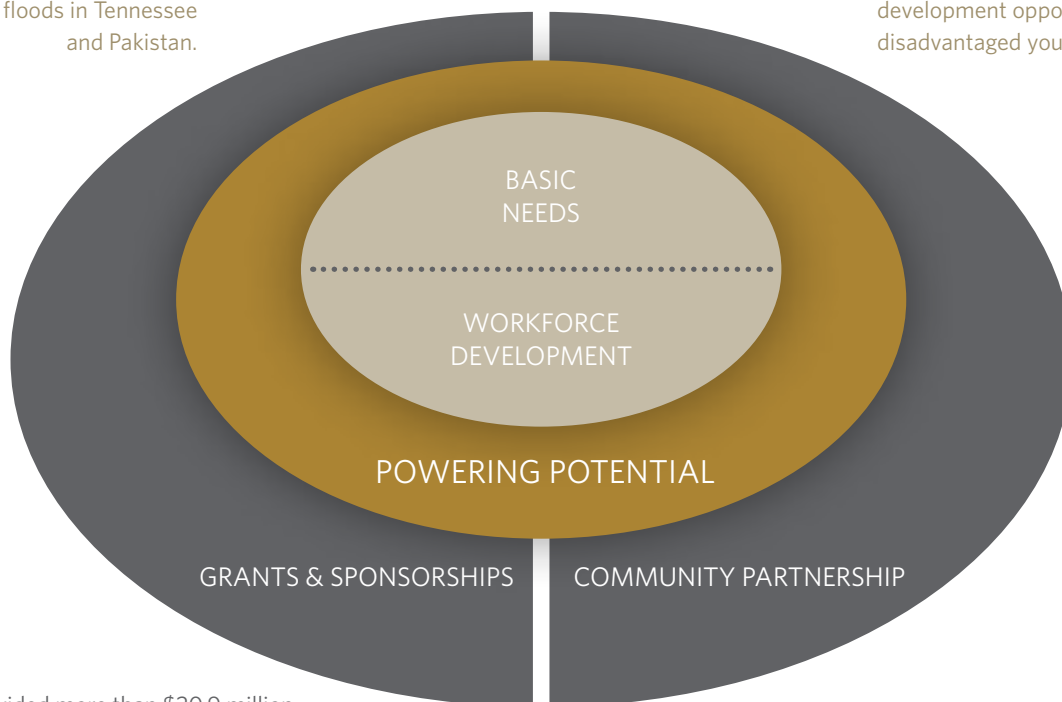 floods in Tennessee
and Pakistan.
development oppo
disadvantaged you
BASIC
NEEDS
WORKFORCE
DEVELOPMENT
POWERING POTENTIAL
GRANTS & SPONSORSHIPS
COMMUNITY PARTNERSHIP